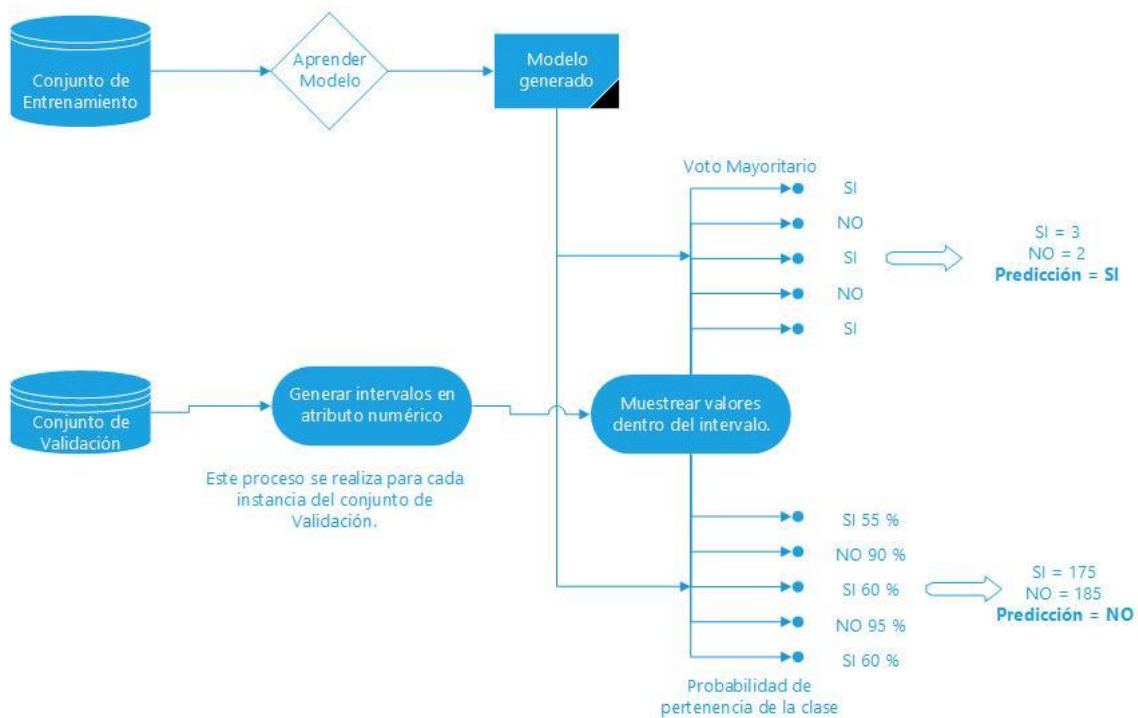 Conjunto de
Entrenamiento
Aprender
Modelo
Modelo
generado
Voto Mayoritario
SI
NO
SI
NO
SI
SI = 3
NO = 2
Predicción = SI
Conjunto de
Validación
Generar intervalos en
atributo numérico
Muestrear valores
dentro del intervalo.
Este proceso se realiza para cada
instancia del conjunto de
Validación.
SI 55 %
NO 90 %
SI 60 %
NO 95 %
SI 60 %
SI = 175
NO = 185
Predicción = NO
Probabilidad de
pertenencia de la clase